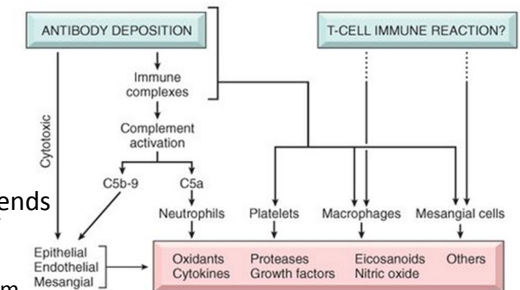 ANTIBODY DEPOSITION
T-CELL IMMUNE REACTION?
Immune
complexes
Cytotoxic
Complement
activation
C5b-9
C5a
ends
Neutrophils
Platelets
Macrophages
Mesangial cells
Epithelial
Endothelial
Mesangial
Oxidants
Cytokines
Proteases
Growth factors
Eicosanoids
Nitric oxide
Others